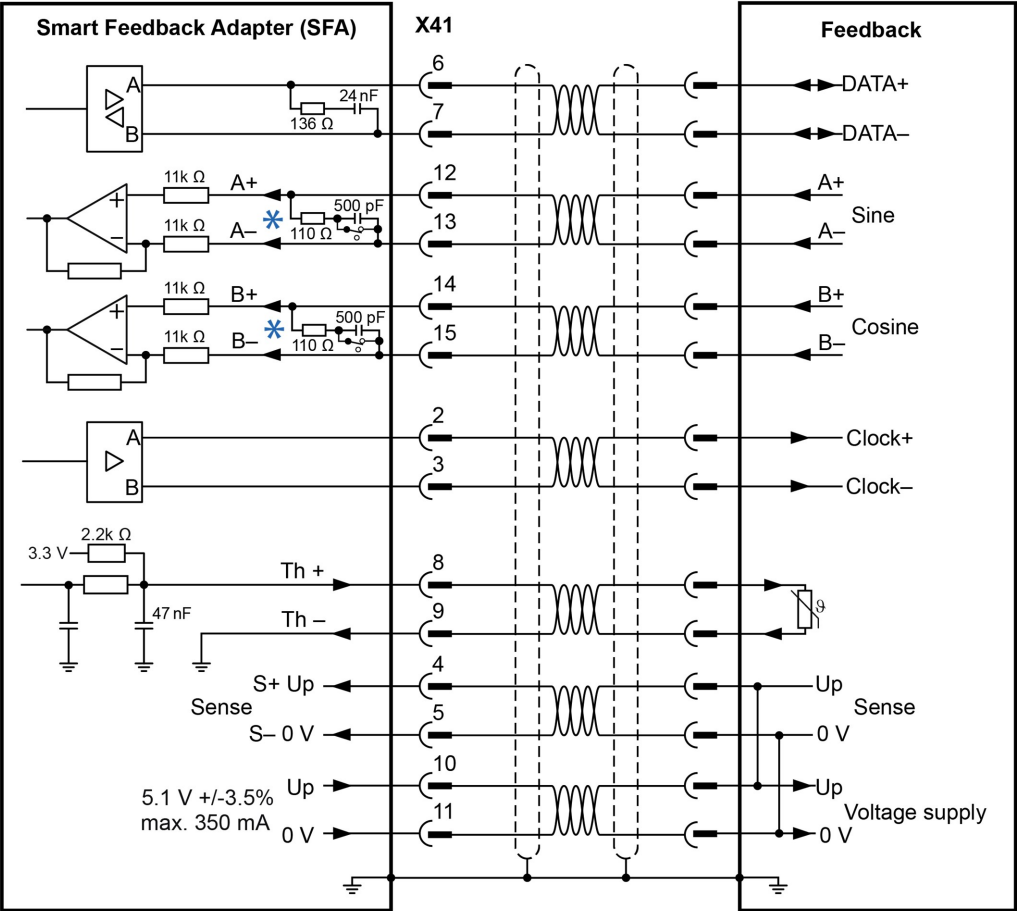 Smart Feedback Adapter (SFA)
X41
Feedback
A
B
136 Ω
24 nF
6
7
DATA+
DATA–
11k Ω
A+
12
500 pF
A+
Sine
+
–
11k Ω
*
A–
110 Ω
13
A–
11k Ω
B+
14
500 pF
B+
Cosine
+
–
11k Ω
*
B–
110 Ω
15
B–
A
B
2
3
Clock+
Clock–
2.2k Ω
3.3 V
47 nF
Th +
8
Th –
9
ϑ
S+ Up
4
Up
Sense
Sense
S– 0 V
5
0 V
5.1 V +/-3.5%
max. 350 mA
Up
10
Up
Voltage supply
0 V
11
0 V